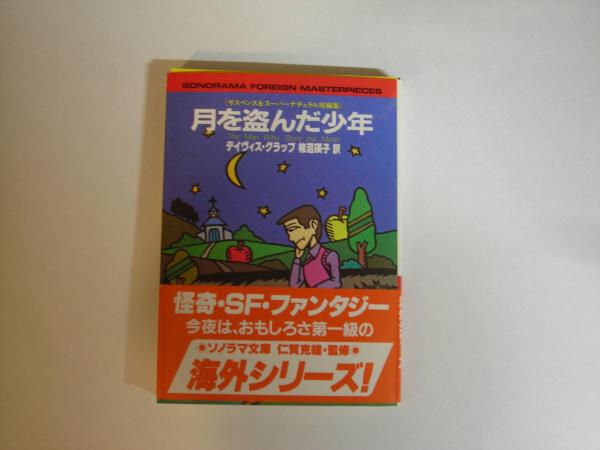 SONORAMA FOREIGN MASTERPIECES
〈サスペンス&スーパーナチュラル短編集〉
月を盗んだ少年
The Man Who Stole the Moon
デイヴィス・グラッブ 柿沼瑛子 訳
怪奇・SF・ファンタジー
今夜は、おもしろさ第一級の
ソノラマ文庫 仁賀克雄・監修
海外シリーズ!